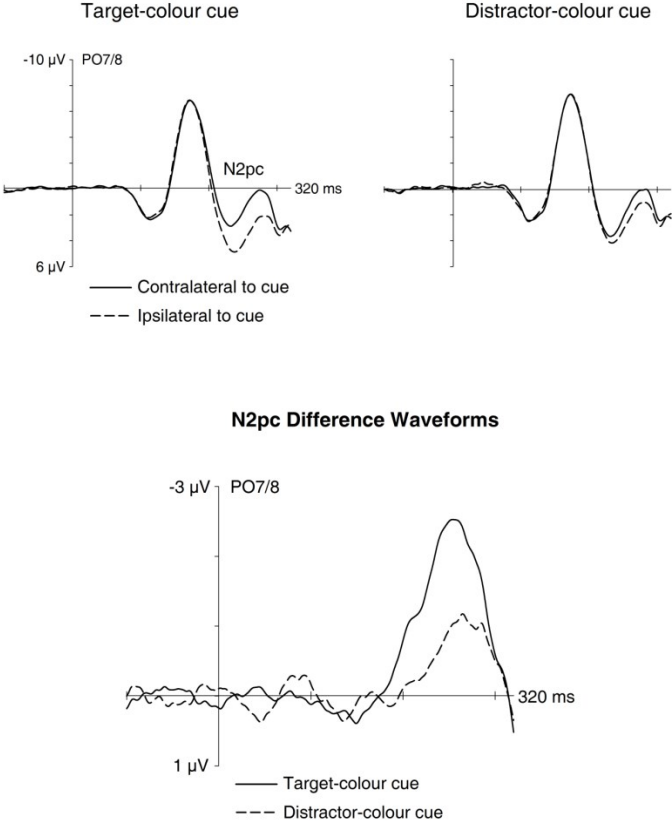 Target-colour cue
Distractor-colour cue
-10 µV PO7/8
N2pc
320 ms
6 µV
Contralateral to cue
Ipsilateral to cue
N2pc Difference Waveforms
-3 µV PO7/8
320 ms
1 µV
Target-colour cue
Distractor-colour cue